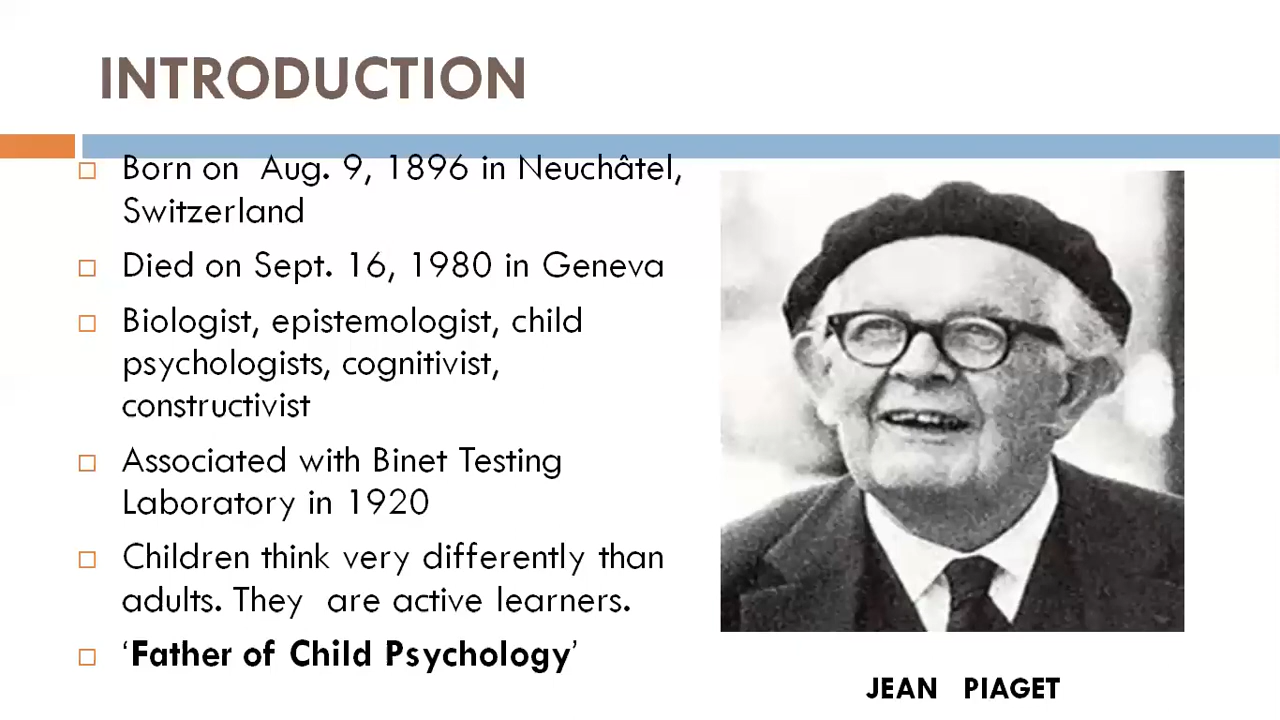 INTRODUCTION
Born on Aug. 9, 1896 in Neuchâtel,
Switzerland
Died on Sept. 16, 1980 in Geneva
Biologist, epistemologist, child
psychologists, cognitivist,
constructivist
Associated with Binet Testing
Laboratory in 1920
Children think very differently than
adults. They are active learners.
‘Father of Child Psychology’
JEAN PIAGET